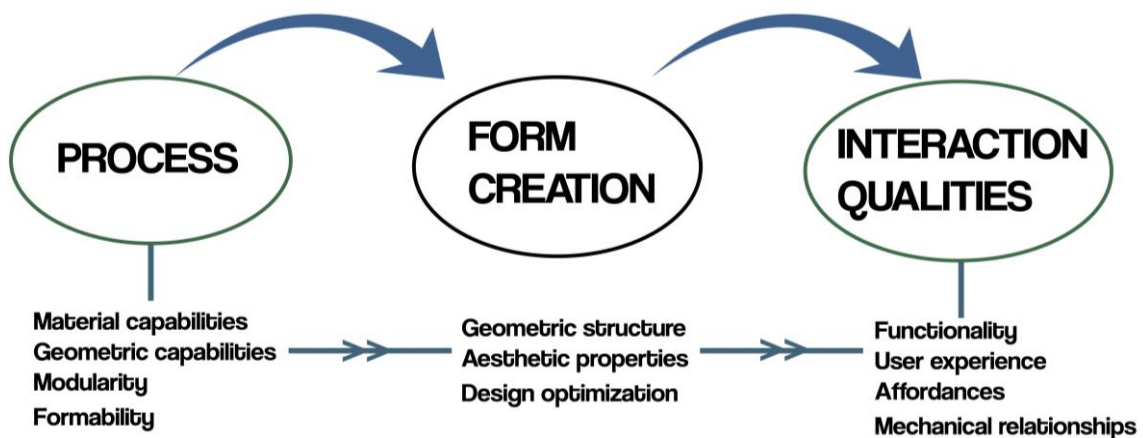 PROCESS
FORM
CREATION
INTERACTION
QUALITIES
Material capabilities
Geometric capabilities
Modularity
Formability
Geometric structure
Aesthetic properties
Design optimization
Functionality
User experience
Affordances
Mechanical relationships